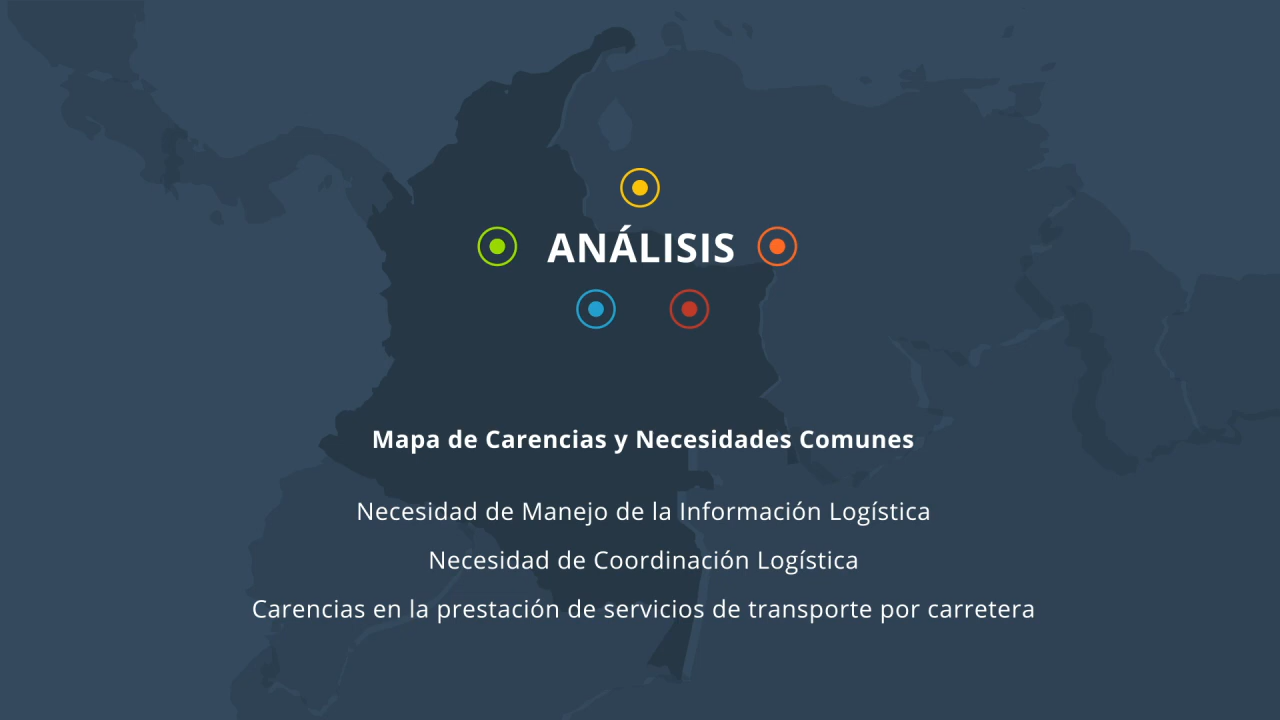 ANÁLISIS
Mapa de Carencias y Necesidades Comunes
Necesidad de Manejo de la Información Logística
Necesidad de Coordinación Logística
Carencias en la prestación de servicios de transporte por carretera